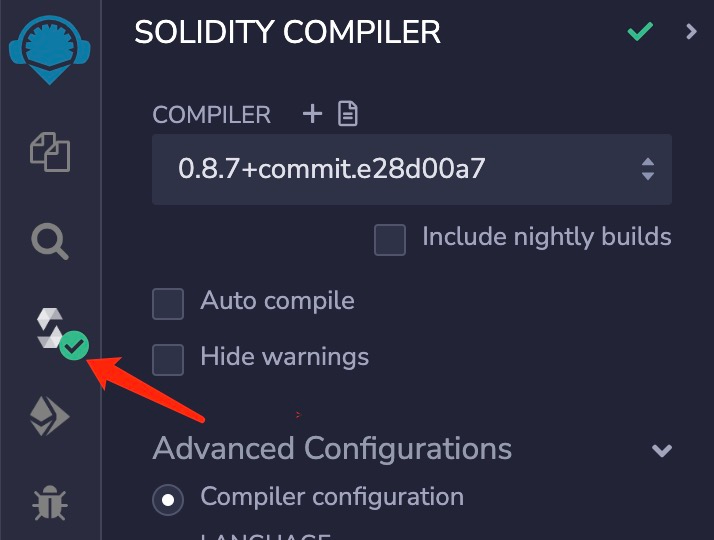 SOLIDITY COMPILER
COMPILER
0.8.7+commit.e28d00a7
Include nightly builds
Auto compile
Hide warnings
Advanced Configurations
Compiler configuration
LANGUAGE